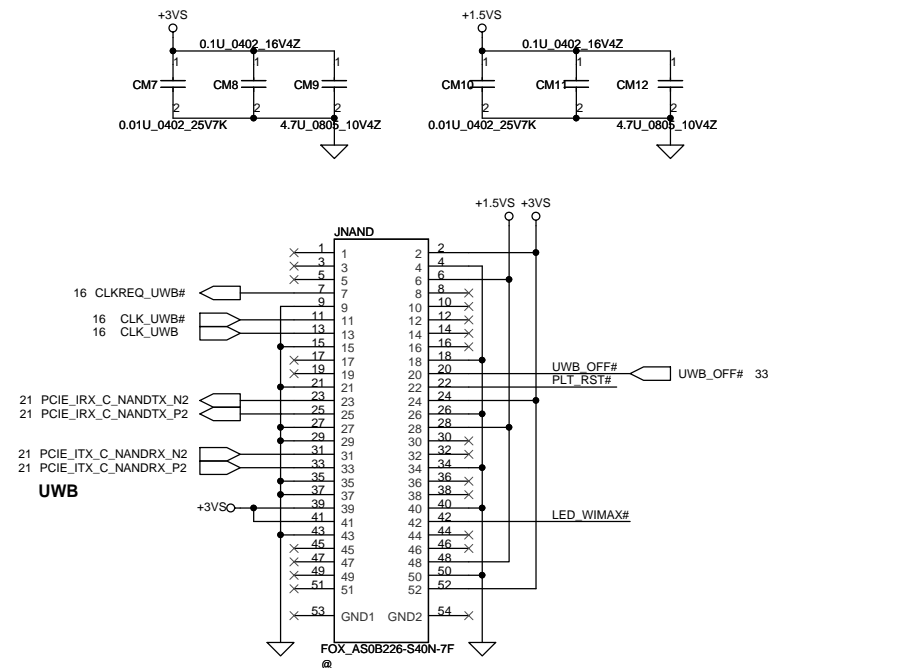 +3VS +1.5VS
0.1U_0402_16V4Z 0.1U_0402_16V4Z
1 1 1 1 1 1
CM7 CM8 CM9 CM10 CM11 CM12
2 2 2 2 2 2
0.01U_0402_25V7K 4.7U_0805_10V4Z 0.01U_0402_25V7K 4.7U_0805_10V4Z
+1.5VS +3VS
JNAND
1 1 2 2
3 3 4 4
5 5 6 6
16 CLKREQ_UWB# 7 7 8 8
9 9 10 10
16 CLK_UWB# 11 11 12 12
16 CLK_UWB 13 13 14 14
15 15 16 16
17 17 18 18
19 19 20 20 UWB_OFF# UWB_OFF# 33
21 21 22 22 PLT_RST#
21 PCIE_IRX_C_NANDTX_N2 23 23 24 24
21 PCIE_IRX_C_NANDTX_P2 25 25 26 26
27 27 28 28
29 29 30 30
21 PCIE_ITX_C_NANDRX_N2 31 31 32 32
21 PCIE_ITX_C_NANDRX_P2 33 33 34 34
35 35 36 36
UWB 37 37 38 38
+3VS 39 39 40 40
41 41 42 42 LED_WIMAX#
43 43 44 44
45 45 46 46
47 47 48 48
49 49 50 50
51 51 52 52
53 GND1 GND2 54
FOX_AS0B226-S40N-7F
@